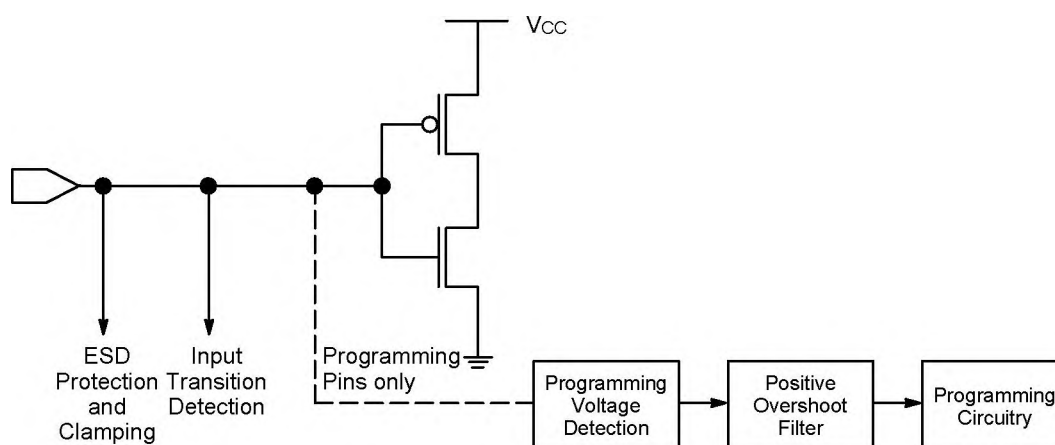 VCC
ESD
Protection
and
Clamping
Input
Transition
Detection
Programming
Pins only
Programming
Voltage
Detection
Positive
Overshoot
Filter
Programming
Circuitry